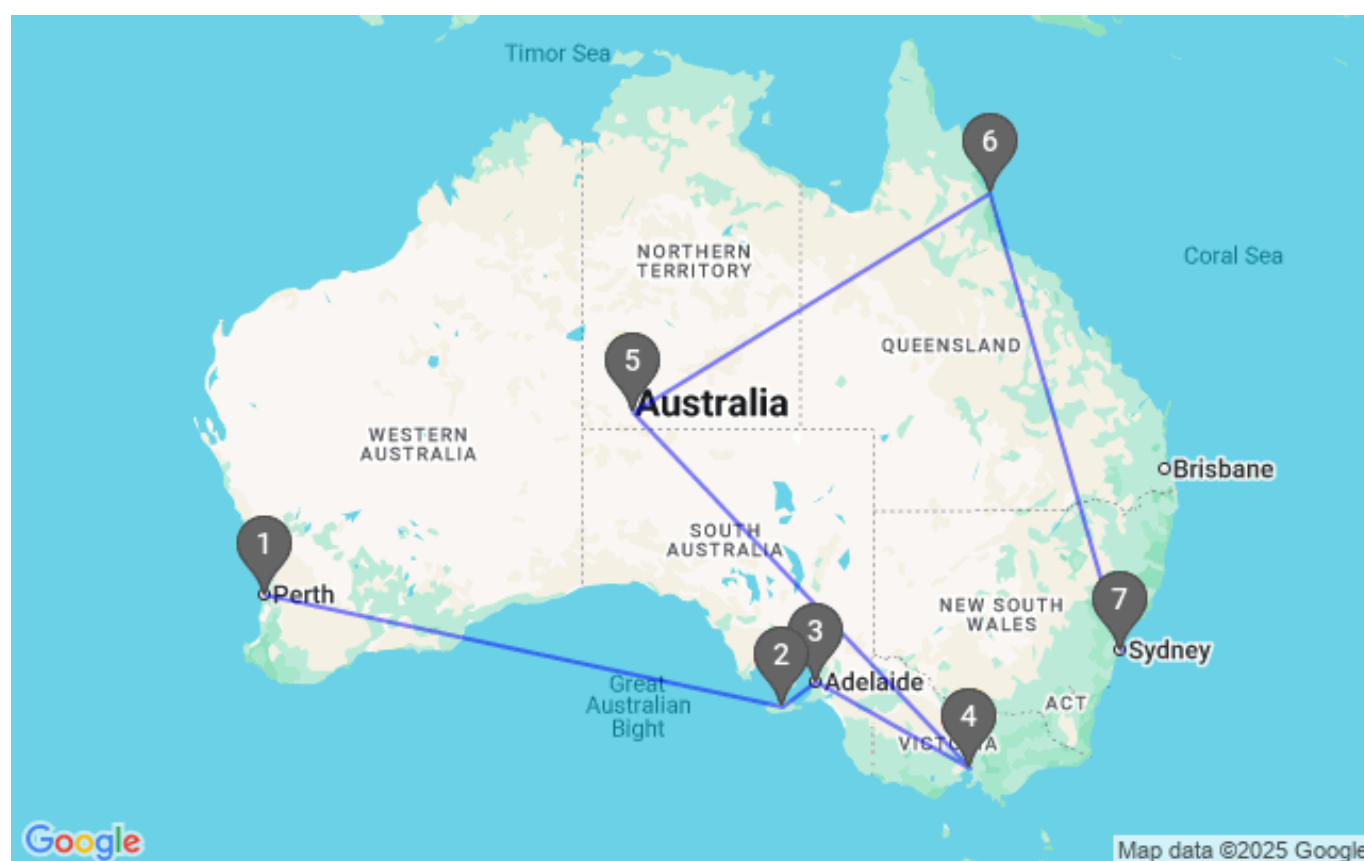 Timor Sea
6
NORTHERN
TERRITORY
Coral Sea
QUEENSLAND
5
Australia
WESTERN
AUSTRALIA
Brisbane
SOUTH
AUSTRALIA
1
Perth
7
NEW SOUTH
WALES
3
2
Sydney
Adelaide
Great
Australian
Bight
4
ACT
VICTORIA
Google
Map data ©2025 Google